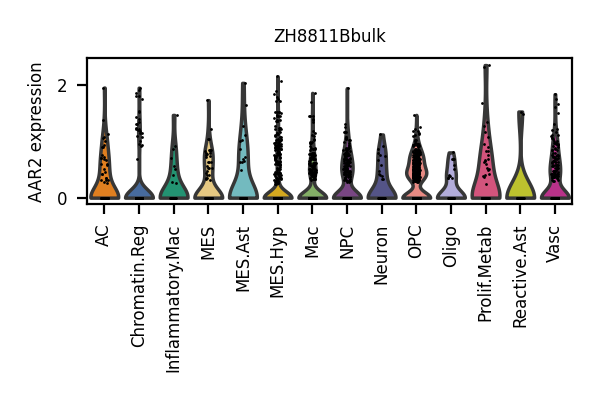 ZH8811Bbulk
AAR2 expression
2
0
AC
Chromatin.Reg
Inflammatory.Mac
MES
MES.Ast
MES.Hyp
Mac
NPC
Neuron
OPC
Oligo
Prolif.Metab
Reactive.Ast
Vasc